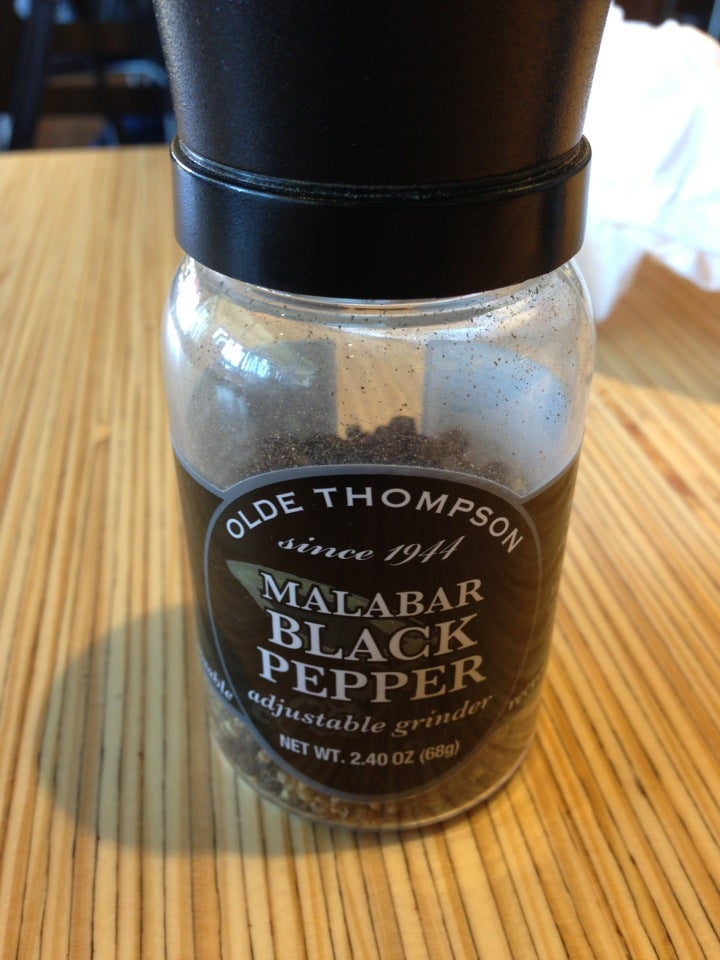 OLDE THOMPSON
since 1944
MALABAR
BLACK
PEPPER
adjustable grinder
NET WT. 2.40 OZ (68g)